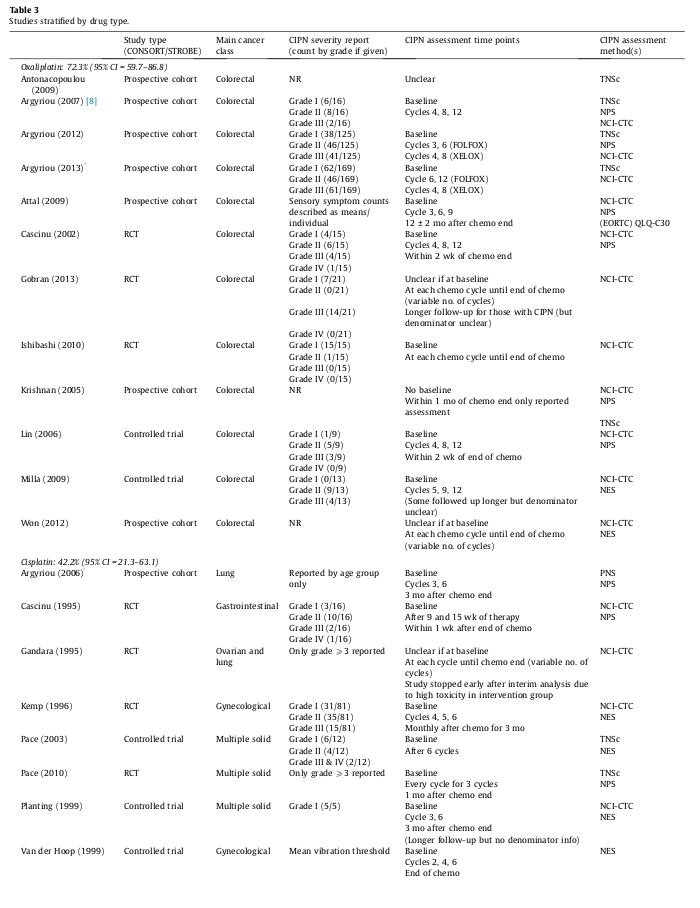 Table 3
Studies stratified by drug type.
Study type (CONSORT/STROBE) Main cancer class CIPN severity report (count by grade if given) CIPN assessment time points CIPN assessment method(s)
Oxaliplatin: 72.3% (95% CI = 59.7–86.8)
Antonacopoulou (2009) Prospective cohort Colorectal NR Unclear TNSc
Argyriou (2007) [8] Prospective cohort Colorectal Grade I (6/16) Baseline TNSc
Grade II (8/16) Cycles 4, 8, 12 NPS
Grade III (2/16) NCI-CTC
Argyriou (2012) Prospective cohort Colorectal Grade I (38/125) Baseline TNSc
Grade II (46/125) Cycles 3, 6 (FOLFOX) NPS
Grade III (41/125) Cycles 4, 8 (XELOX) NCI-CTC
Argyriou (2013) Prospective cohort Colorectal Grade I (62/169) Baseline TNSc
Grade II (46/169) Cycle 6, 12 (FOLFOX) NCI-CTC
Grade III (61/169) Cycles 4, 8 (XELOX)
Attal (2009) Prospective cohort Colorectal Sensory symptom counts Baseline NCI-CTC
described as means/ Cycle 3, 6, 9 NPS
individual 12 ± 2 mo after chemo end (EORTC) QLQ-C30
Cascinu (2002) RCT Colorectal Grade I (4/15) Baseline NCI-CTC
Grade II (6/15) Cycles 4, 8, 12 NPS
Grade III (4/15) Within 2 wk of chemo end
Grade IV (1/15)
Gobran (2013) RCT Colorectal Grade I (7/21) Unclear if at baseline NCI-CTC
Grade II (0/21) At each chemo cycle until end of chemo
(variable no. of cycles)
Grade III (14/21) Longer follow-up for those with CIPN (but
denominator unclear)
Grade IV (0/21)
Ishibashi (2010) RCT Colorectal Grade I (15/15) Baseline NCI-CTC
Grade II (1/15) At each chemo cycle until end of chemo
Grade III (0/15)
Grade IV (0/15)
Krishnan (2005) Prospective cohort Colorectal NR No baseline NCI-CTC
Within 1 mo of chemo end only reported NPS
assessment
TNSc
Lin (2006) Controlled trial Colorectal Grade I (1/9) Baseline NCI-CTC
Grade II (5/9) Cycles 4, 8, 12 NPS
Grade III (3/9) Within 2 wk of end of chemo
Grade IV (0/9)
Milla (2009) Controlled trial Colorectal Grade I (0/13) Baseline NCI-CTC
Grade II (9/13) Cycles 5, 9, 12 NES
Grade III (4/13) (Some followed up longer but denominator
unclear)
Won (2012) Prospective cohort Colorectal NR Unclear if at baseline NCI-CTC
At each chemo cycle until end of chemo NES
(variable no. of cycles)
Cisplatin: 42.2% (95% CI = 21.3–63.1)
Argyriou (2006) Prospective cohort Lung Reported by age group Baseline PNS
only Cycles 3, 6 NPS
3 mo after chemo end
Cascinu (1995) RCT Gastrointestinal Grade I (3/16) Baseline NCI-CTC
Grade II (10/16) After 9 and 15 wk of therapy NPS
Grade III (2/16) Within 1 wk after end of chemo
Grade IV (1/16)
Gandara (1995) RCT Ovarian and Only grade ⩾3 reported Unclear if at baseline NCI-CTC
lung At each cycle until chemo end (variable no. of
cycles)
Study stopped early after interim analysis due
to high toxicity in intervention group
Kemp (1996) RCT Gynecological Grade I (31/81) Baseline NCI-CTC
Grade II (35/81) Cycles 4, 5, 6 NES
Grade III (15/81) Monthly after chemo for 3 mo
Pace (2003) Controlled trial Multiple solid Grade I (6/12) Baseline TNSc
Grade II (4/12) After 6 cycles NES
Grade III & IV (2/12)
Pace (2010) RCT Multiple solid Only grade ⩾3 reported Baseline TNSc
Every cycle for 3 cycles NPS
1 mo after chemo end
Planting (1999) Controlled trial Multiple solid Grade I (5/5) Baseline NCI-CTC
Cycle 3, 6 NES
3 mo after chemo end
(Longer follow-up but no denominator info)
Van der Hoop (1999) Controlled trial Gynecological Mean vibration threshold Baseline NES
Cycles 2, 4, 6
End of chemo